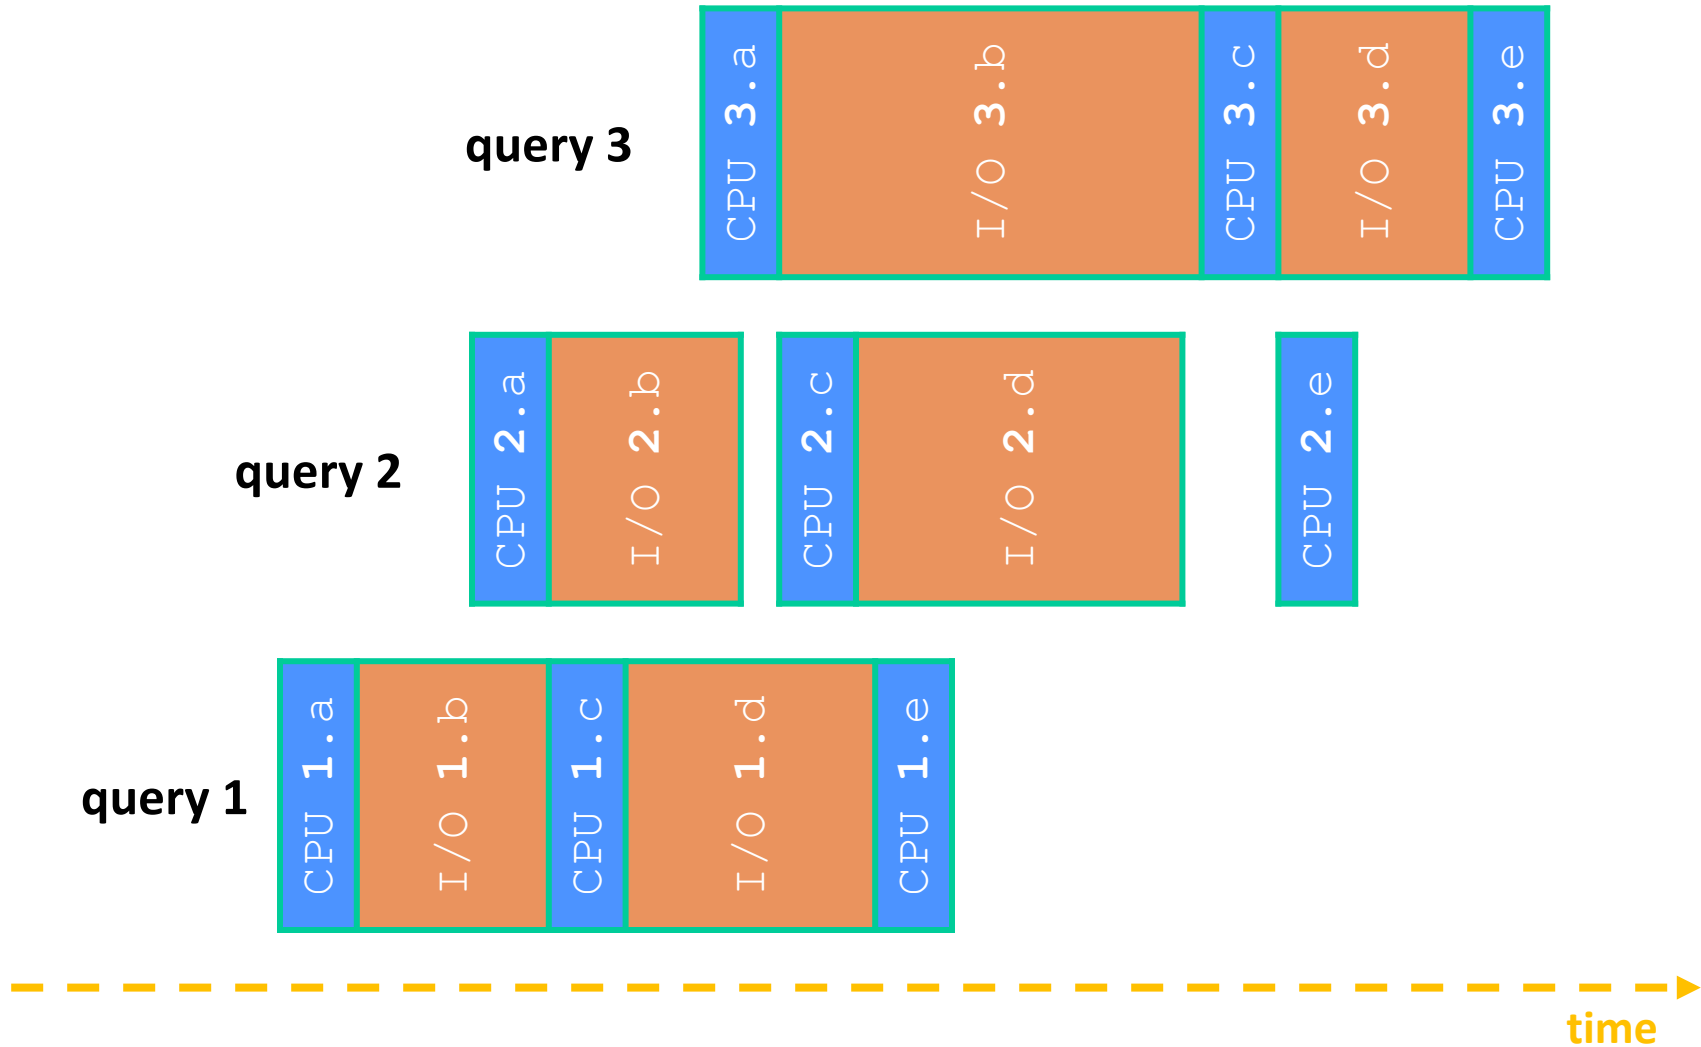 query 3
CPU 3.a
I/O 3.b
CPU 3.c
I/O 3.d
CPU 3.e
query 2
CPU 2.a
I/O 2.b
CPU 2.c
I/O 2.d
CPU 2.e
query 1
CPU 1.a
I/O 1.b
CPU 1.c
I/O 1.d
CPU 1.e
time